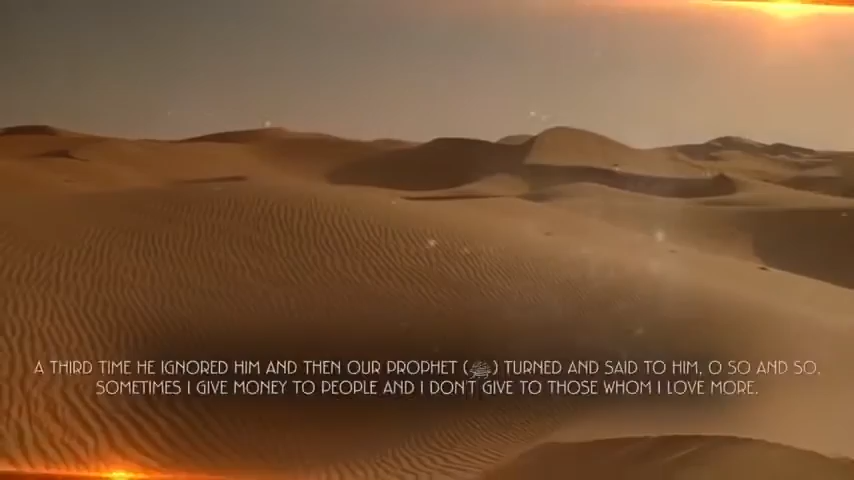 A THIRD TIME HE IGNORED HIM AND THEN OUR PROPHET (ﷺ) TURNED AND SAID TO HIM, O SO AND SO,
SOMETIMES I GIVE MONEY TO PEOPLE AND I DON'T GIVE TO THOSE WHOM I LOVE MORE.